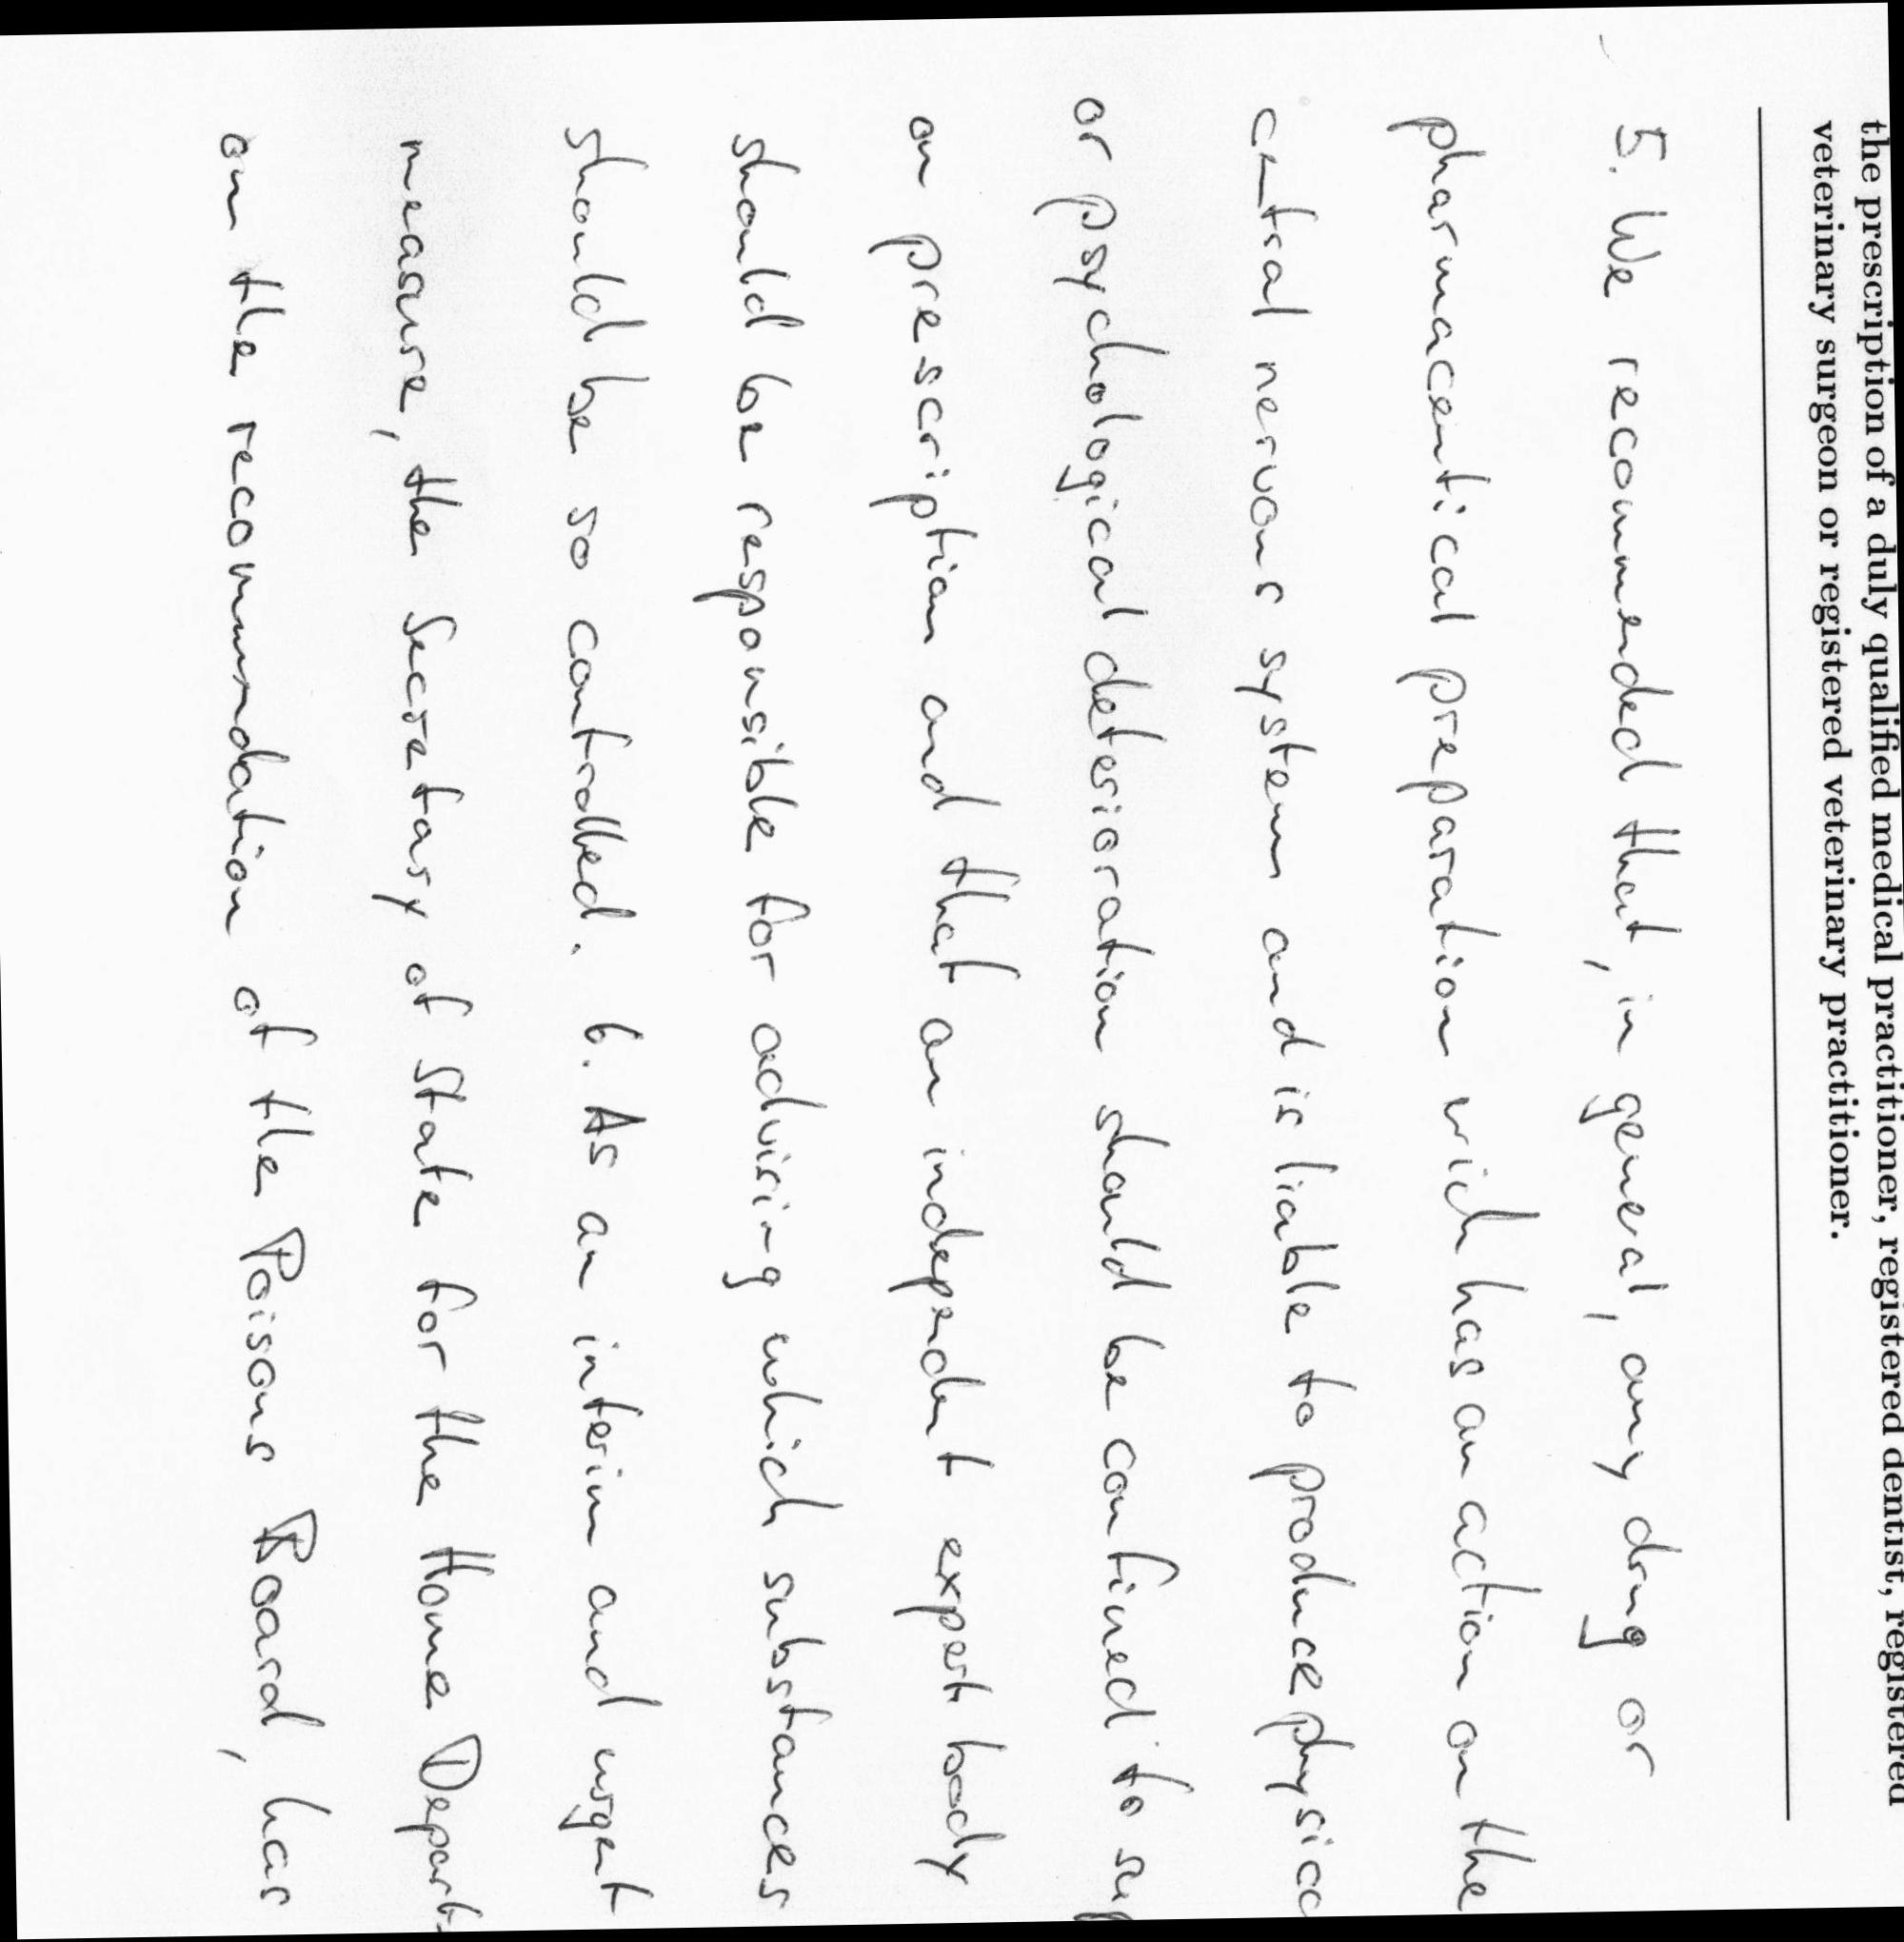 the prescription of a duly qualified medical practitioner, registered dentist, registered
veterinary surgeon or registered veterinary practitioner.
5. We recommended that, in general, any drug or
pharmaceutical preparation wich has an action on the
central nervous system and is liable to produce physica
or psychological deterioration should be confined to sup
on prescription and that an independent expert body
should be responsible for advising which substances
should be so controlled. 6. As an interim and urgent
measure, the Secretary of State for the Home Depart-
on the recommendation of the Poisons Board, has